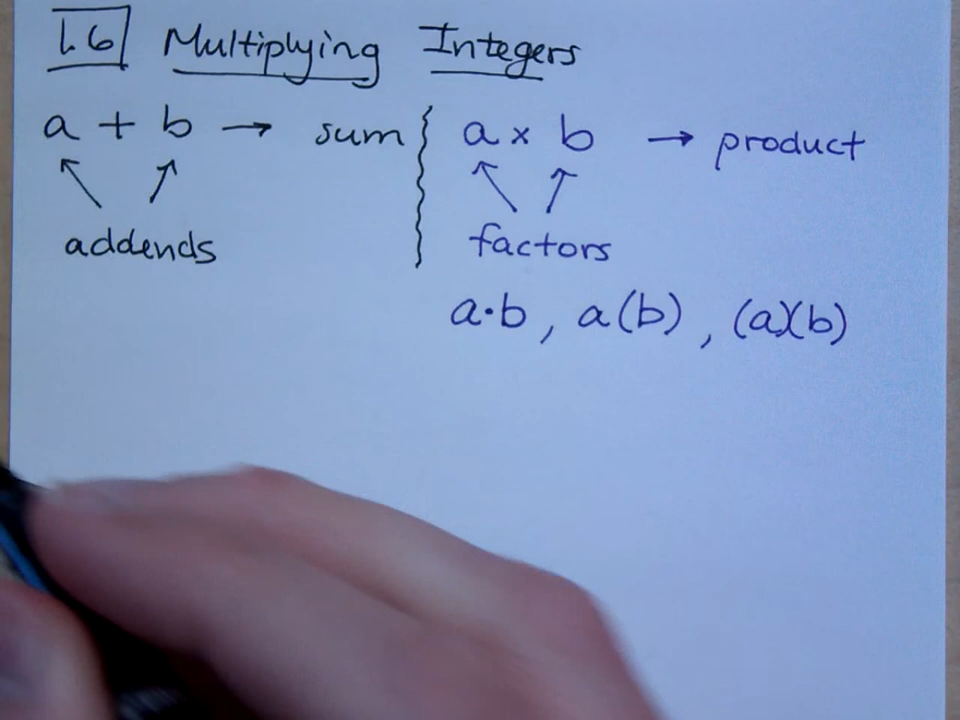 1.6 Multiplying Integers
a + b → sum
addends
a x b → product
factors
a·b, a(b), (a)(b)